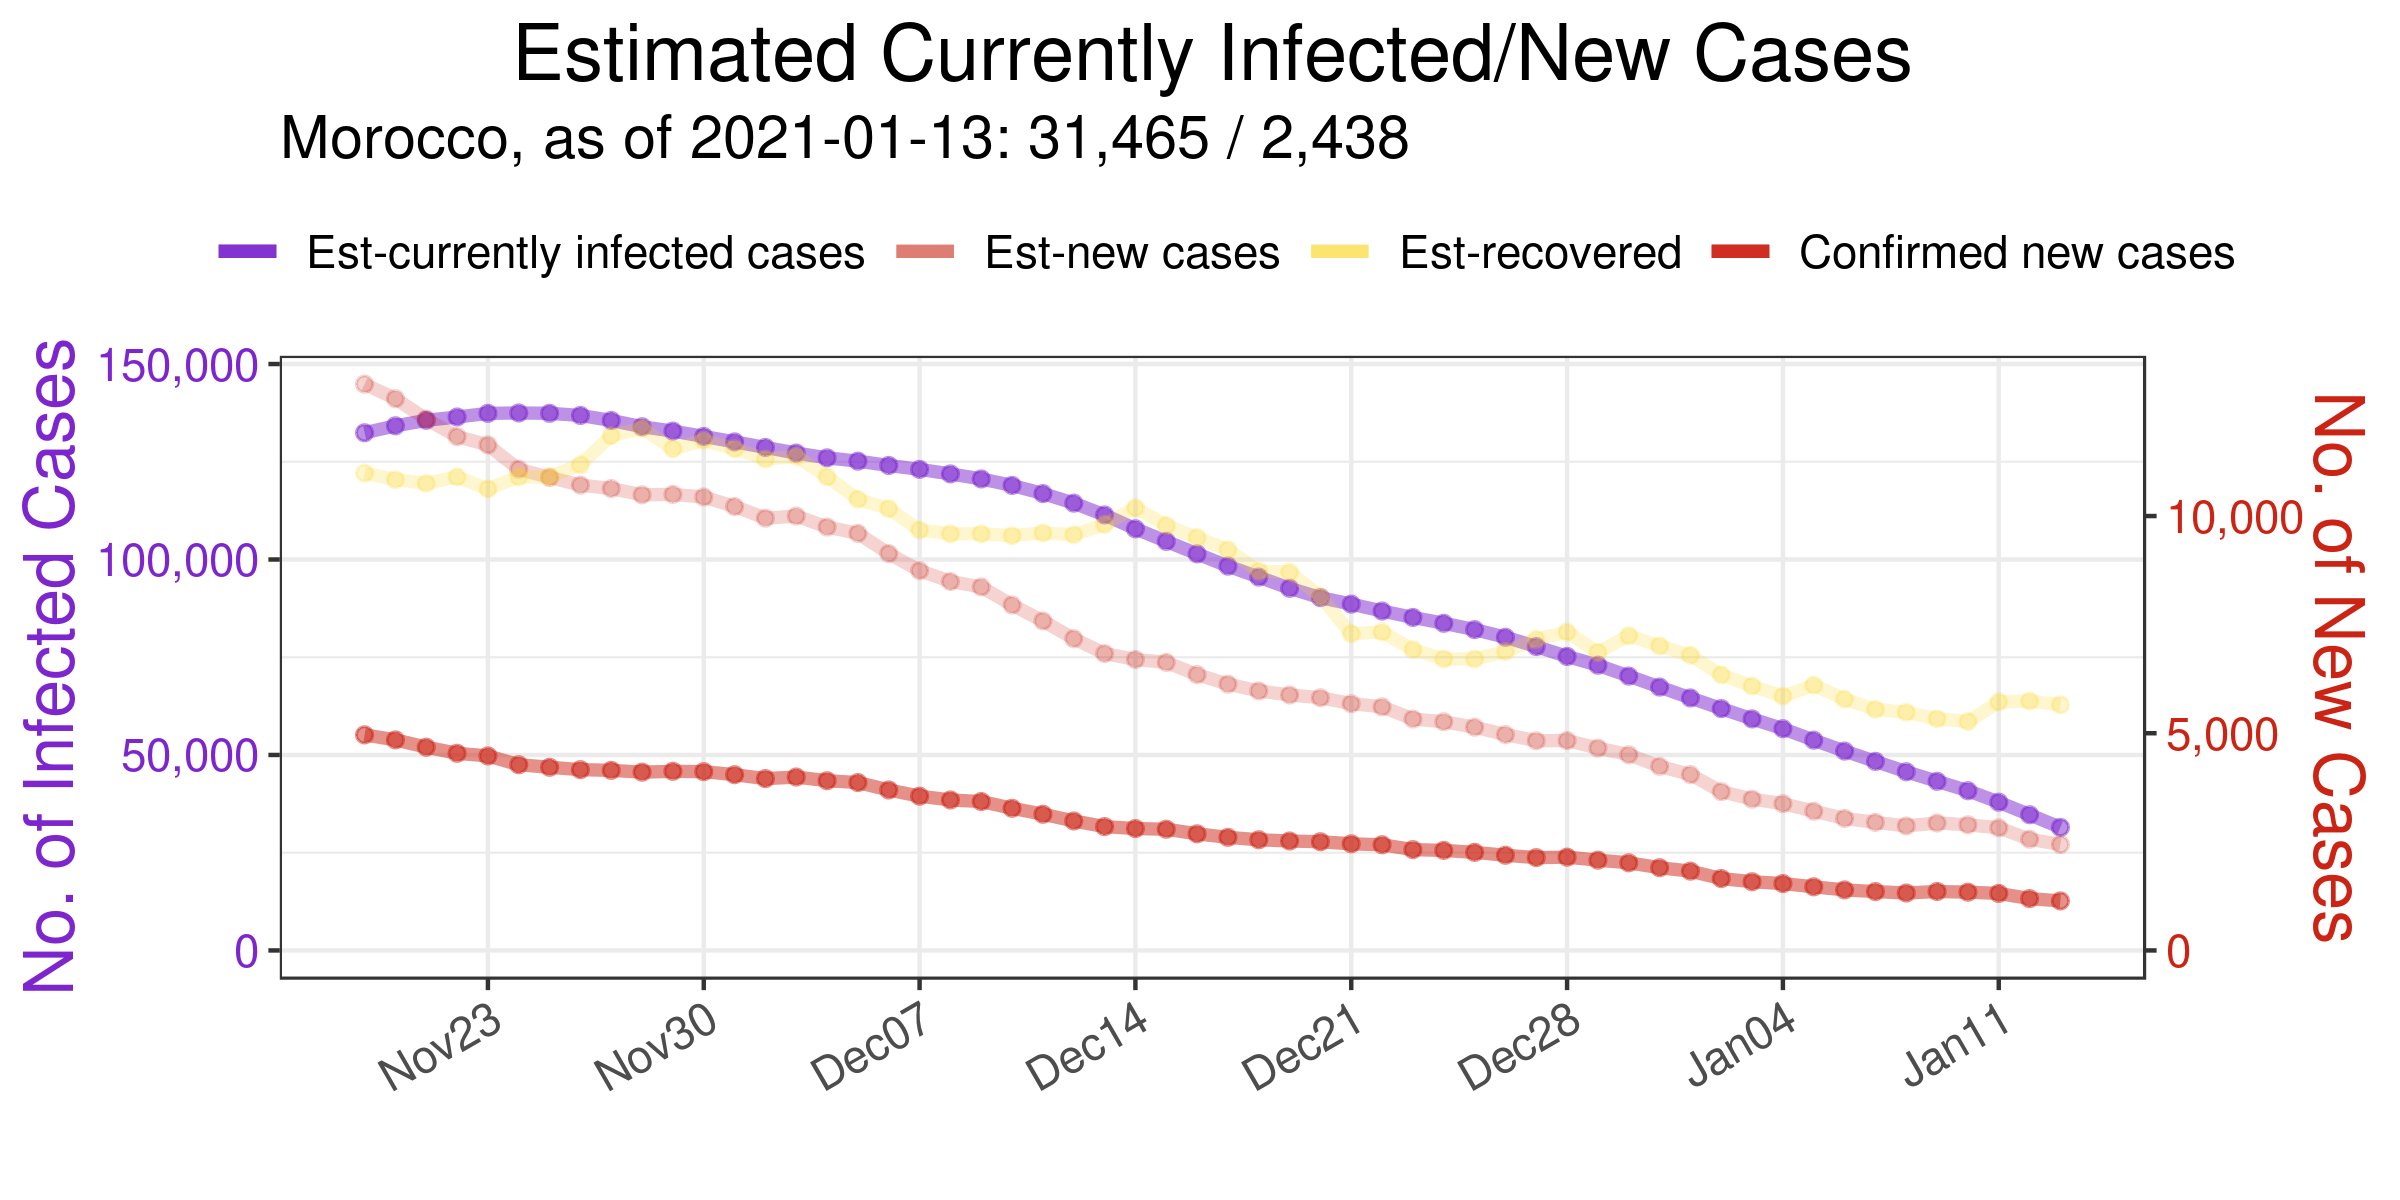 Estimated Currently Infected/New Cases
Morocco, as of 2021-01-13: 31,465 / 2,438
Est-currently infected cases Est-new cases Est-recovered Confirmed new cases
No. of Infected Cases
150,000
100,000
50,000
0
No. of New Cases
10,000
5,000
0
Nov23 Nov30 Dec07 Dec14 Dec21 Dec28 Jan04 Jan11